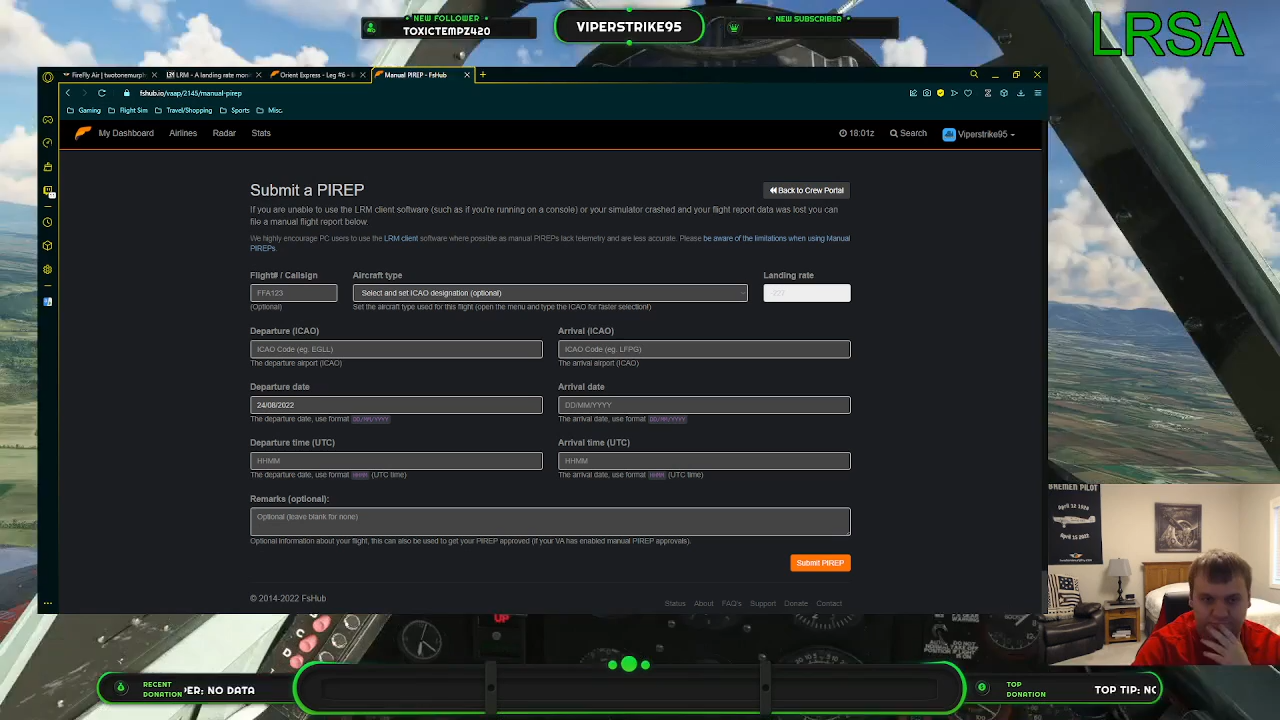 NEW FOLLOWER
TOXICTEMPZ420
VIPERSTRIKE95
NEW SUBSCRIBER
LRSA
FireFly Air | twotonemurph
LRM - A landing rate mon
Orient Express - Leg #6 -
Manual PIREP - FsHub
fshub.io/vaap/2145/manual-pirep
Gaming
Flight Sim
Travel/Shopping
Sports
Misc.
My Dashboard
Airlines
Radar
Stats
18:01z
Search
Viperstrike95
Submit a PIREP
Back to Crew Portal
If you are unable to use the LRM client software (such as if you're running on a console) or your simulator crashed and your flight report data was lost you can
file a manual flight report below.
We highly encourage PC users to use the LRM client software where possible as manual PIREPs lack telemetry and are less accurate. Please be aware of the limitations when using Manual
PIREPs.
Flight# / Callsign
Aircraft type
Landing rate
FFA123
Select and set ICAO designation (optional)
-227
(Optional)
Set the aircraft type used for this flight (open the menu and type the ICAO for faster selection!)
Departure (ICAO)
Arrival (ICAO)
ICAO Code (eg. EGLL)
ICAO Code (eg. LFPG)
The departure airport (ICAO)
The arrival airport (ICAO)
Departure date
Arrival date
24/08/2022
DD/MM/YYYY
The departure date, use format DD/MM/YYYY
The arrival date, use format DD/MM/YYYY
Departure time (UTC)
Arrival time (UTC)
HHMM
HHMM
The departure date, use format HHMM (UTC time)
The arrival date, use format HHMM (UTC time)
Remarks (optional):
Optional (leave blank for none)
Optional information about your flight, this can also be used to get your PIREP approved (if your VA has enabled manual PIREP approvals).
Submit PIREP
© 2014-2022 FsHub
Status
About
FAQ's
Support
Donate
Contact
BREMEN PILOT
April 12 1928
April 15 2022
UP
RECENT
DONATION
ER: NO DATA
TOP
DONATION
TOP TIP: NO